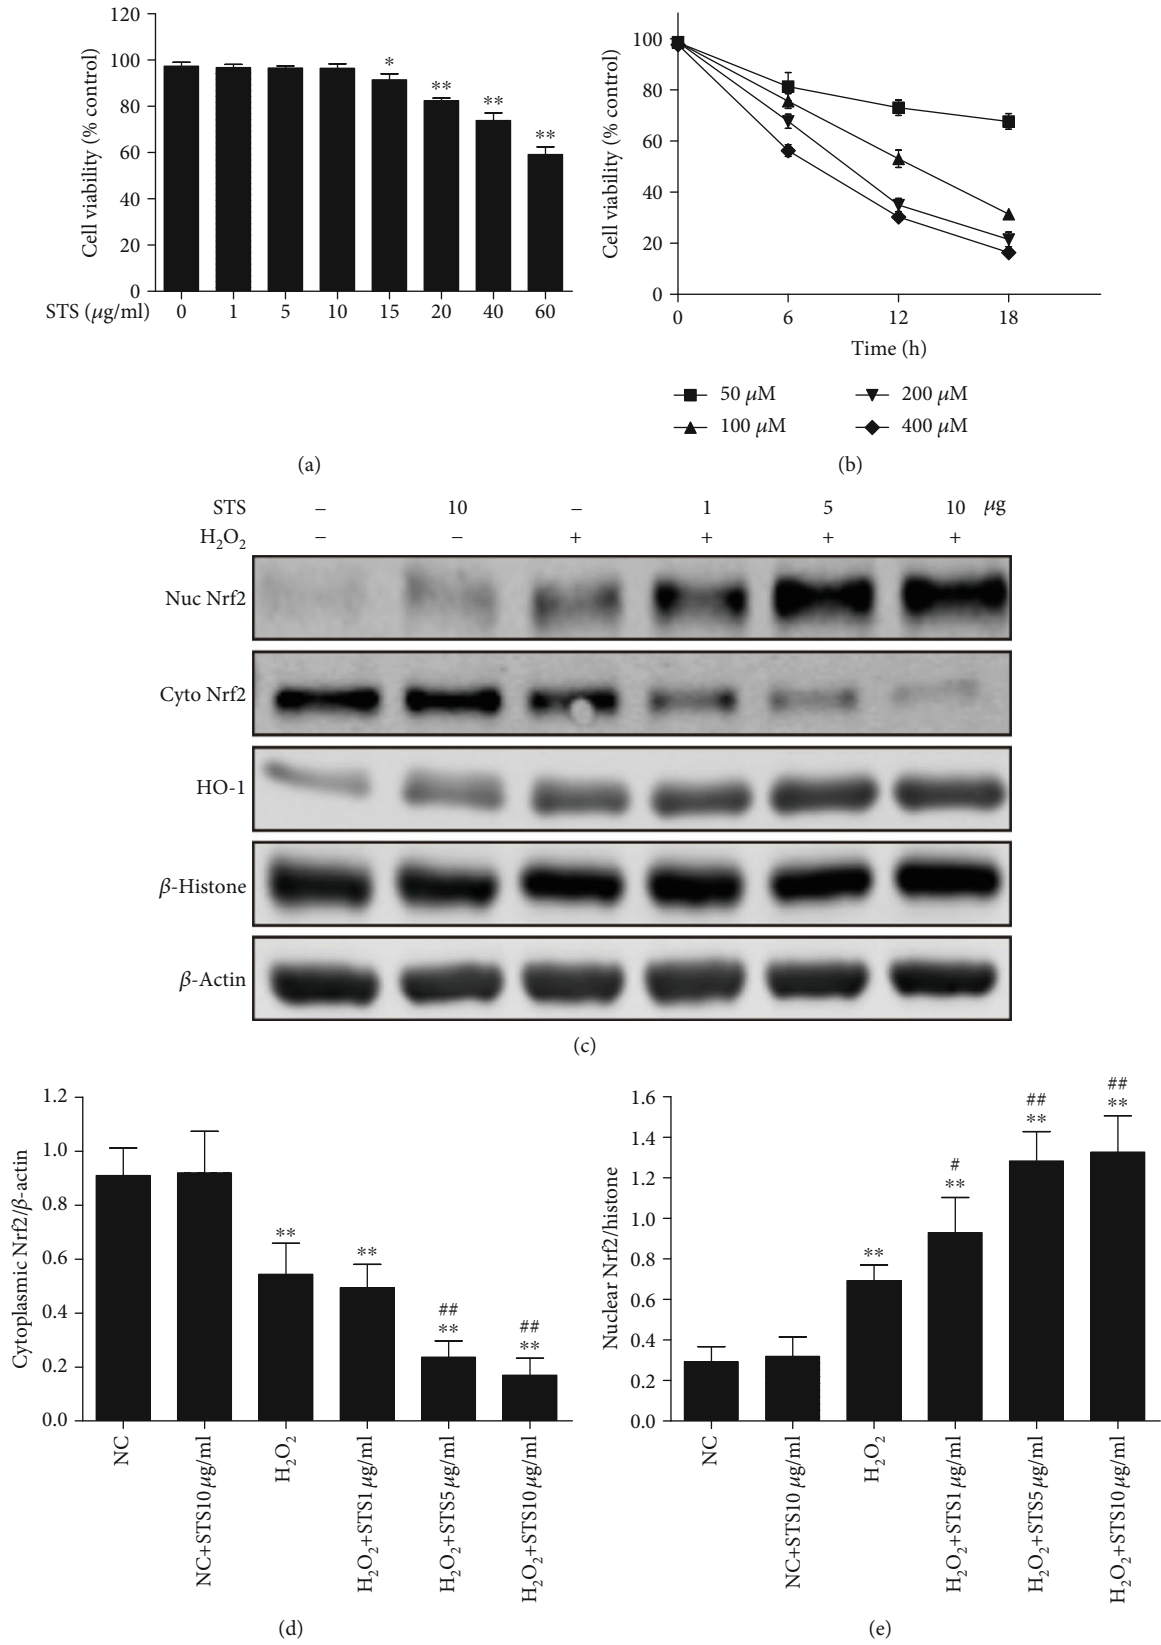 120
100
80
60
40
20
0
Cell viability (% control)
* ** ** **
STS (μg/ml) 0 1 5 10 15 20 40 60
(a)
100
80
60
40
20
0
Cell viability (% control)
0 6 12 18
Time (h)
50 μM 200 μM
100 μM 400 μM
(b)
STS – 10 – 1 5 10 μg
H₂O₂ – – + + + +
Nuc Nrf2
Cyto Nrf2
HO-1
β-Histone
β-Actin
(c)
1.2
1.0
0.8
0.6
0.4
0.2
0.0
Cytoplasmic Nrf2/β-actin
** **
## ##
** **
NC
NC+STS10 μg/ml
H₂O₂
H₂O₂+STS1 μg/ml
H₂O₂+STS5 μg/ml
H₂O₂+STS10 μg/ml
(d)
1.6
1.4
1.2
1.0
0.8
0.6
0.4
0.2
0.0
Nuclear Nrf2/histone
**
# ## ##
** ** **
NC
NC+STS10 μg/ml
H₂O₂
H₂O₂+STS1 μg/ml
H₂O₂+STS5 μg/ml
H₂O₂+STS10 μg/ml
(e)